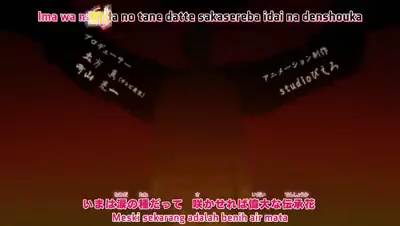 Ima wa n da no tane datte sakasereba idai na denshouka
プロデューサー
アニメーション制作
studioぴえろ
いまは涙の種だって 咲かせれば偉大な伝承花
Meski sekarang adalah benih air mata